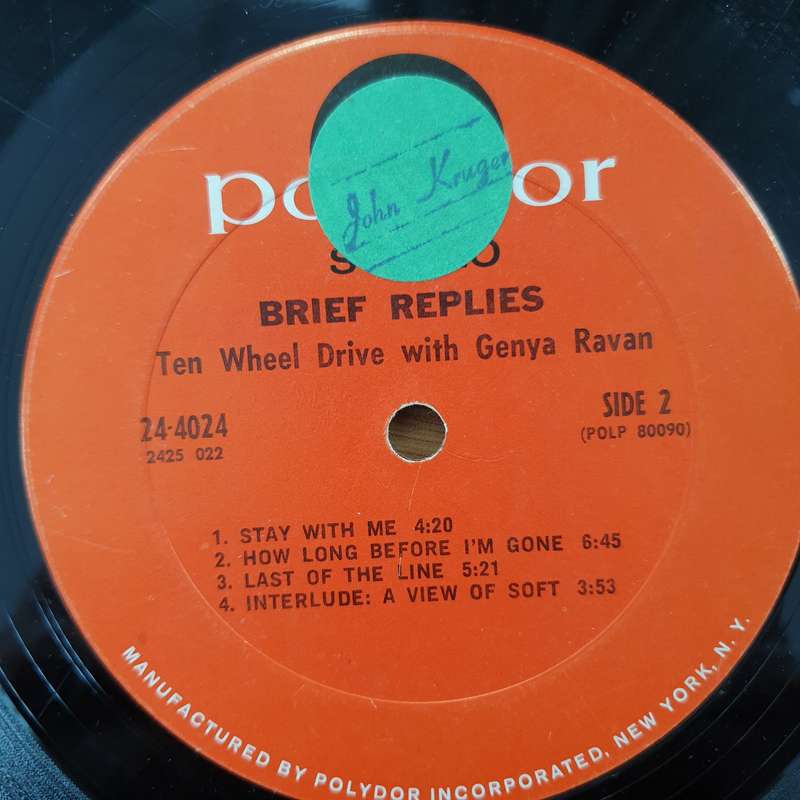 John Kruger
BRIEF REPLIES
Ten Wheel Drive with Genya Ravan
24-4024
2425 022
SIDE 2
(POLP 80090)
1. STAY WITH ME 4:20
2. HOW LONG BEFORE I'M GONE 6:45
3. LAST OF THE LINE 5:21
4. INTERLUDE: A VIEW OF SOFT 3:53
MANUFACTURED BY POLYDOR INCORPORATED, NEW YORK, N. Y.